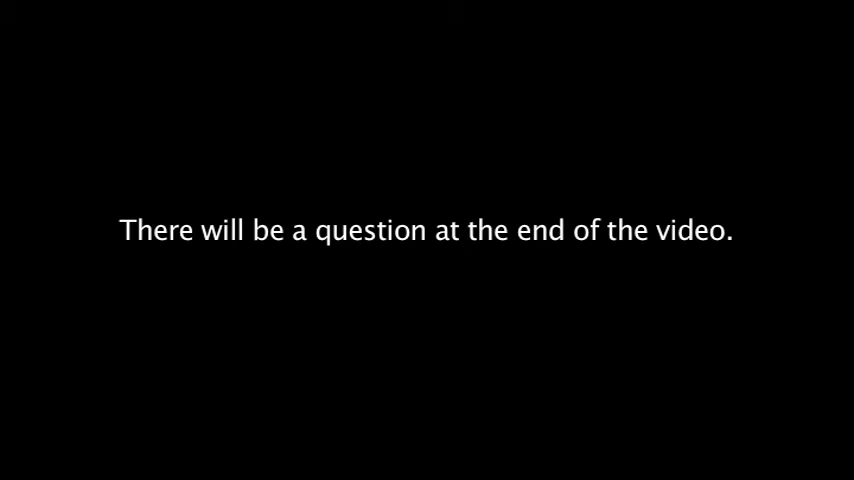 There will be a question at the end of the video.